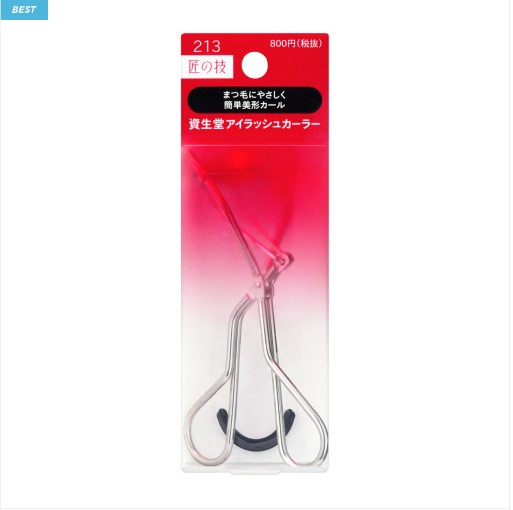 BEST
213
800円(税抜)
匠の技
まつ毛にやさしく
簡単美形カール
資生堂アイラッシュカーラー